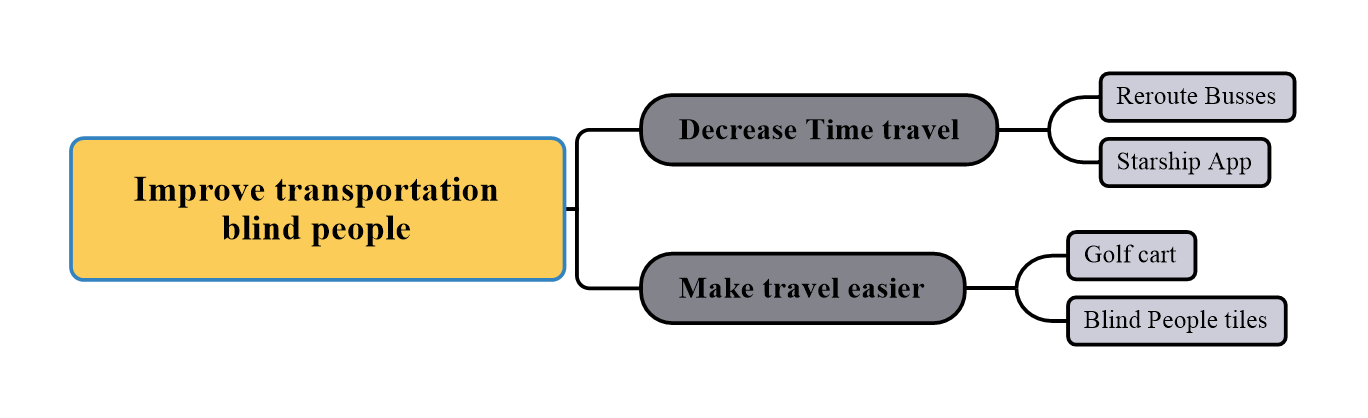 Improve transportation
blind people
Decrease Time travel
Reroute Busses
Starship App
Make travel easier
Golf cart
Blind People tiles